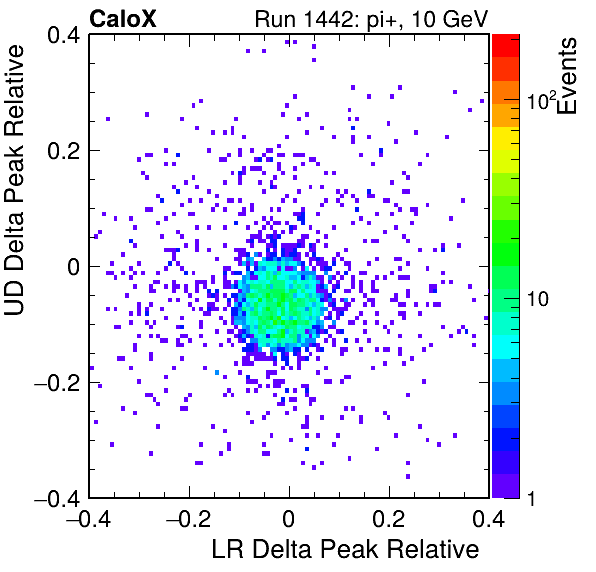 CaloX Run 1442: pi+, 10 GeV
UD Delta Peak Relative
0.4
0.2
0
−0.2
−0.4
−0.4 −0.2 0 0.2 0.4
LR Delta Peak Relative
Events
10²
10
1